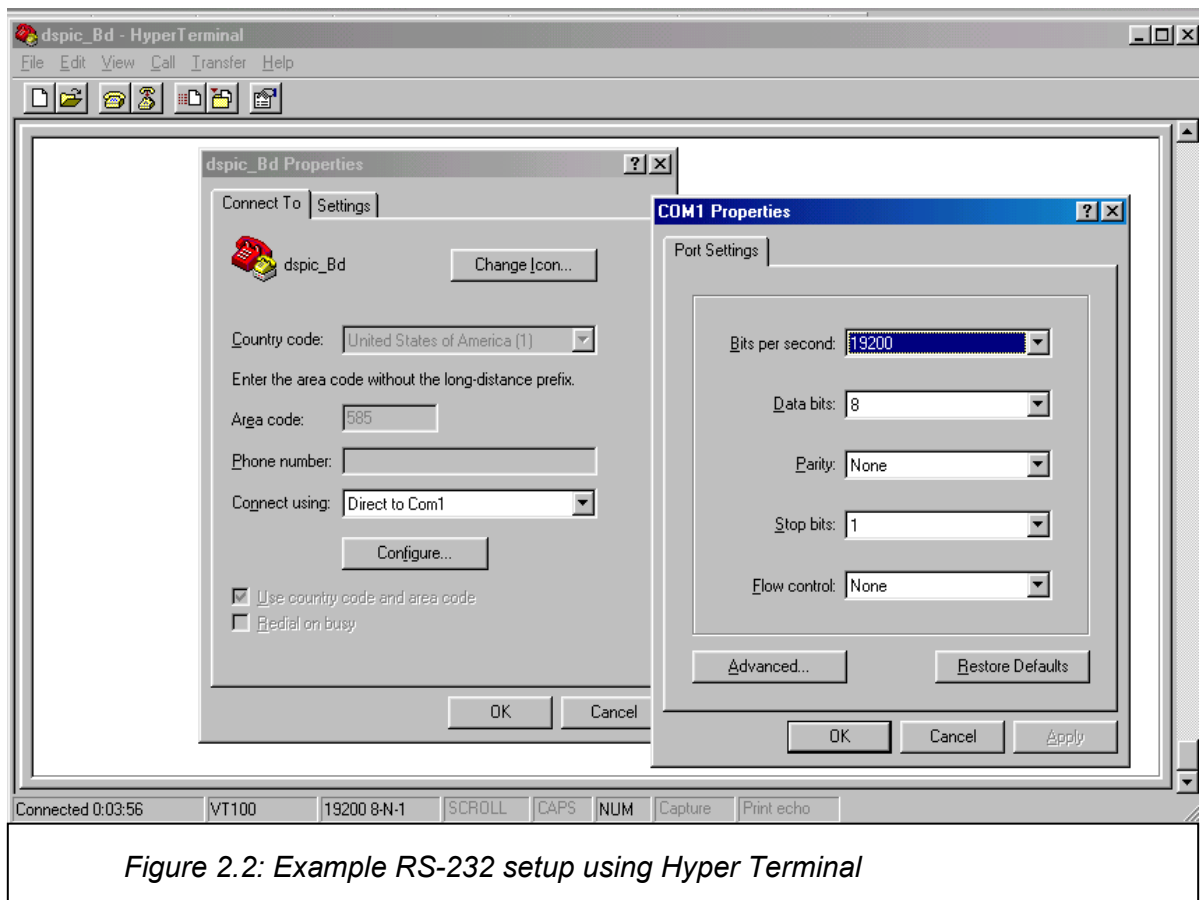 dspic_Bd - HyperTerminal
File Edit View Call Transfer Help
dspic_Bd Properties
Connect To Settings
dspic_Bd
Change Icon...
Country code: United States of America (1)
Enter the area code without the long-distance prefix.
Area code: 585
Phone number:
Connect using: Direct to Com1
Configure...
Use country code and area code
Redial on busy
OK Cancel
COM1 Properties
Port Settings
Bits per second: 19200
Data bits: 8
Parity: None
Stop bits: 1
Flow control: None
Advanced... Restore Defaults
OK Cancel Apply
Connected 0:03:56 VT100 19200 8-N-1 SCROLL CAPS NUM Capture Print echo
Figure 2.2: Example RS-232 setup using Hyper Terminal